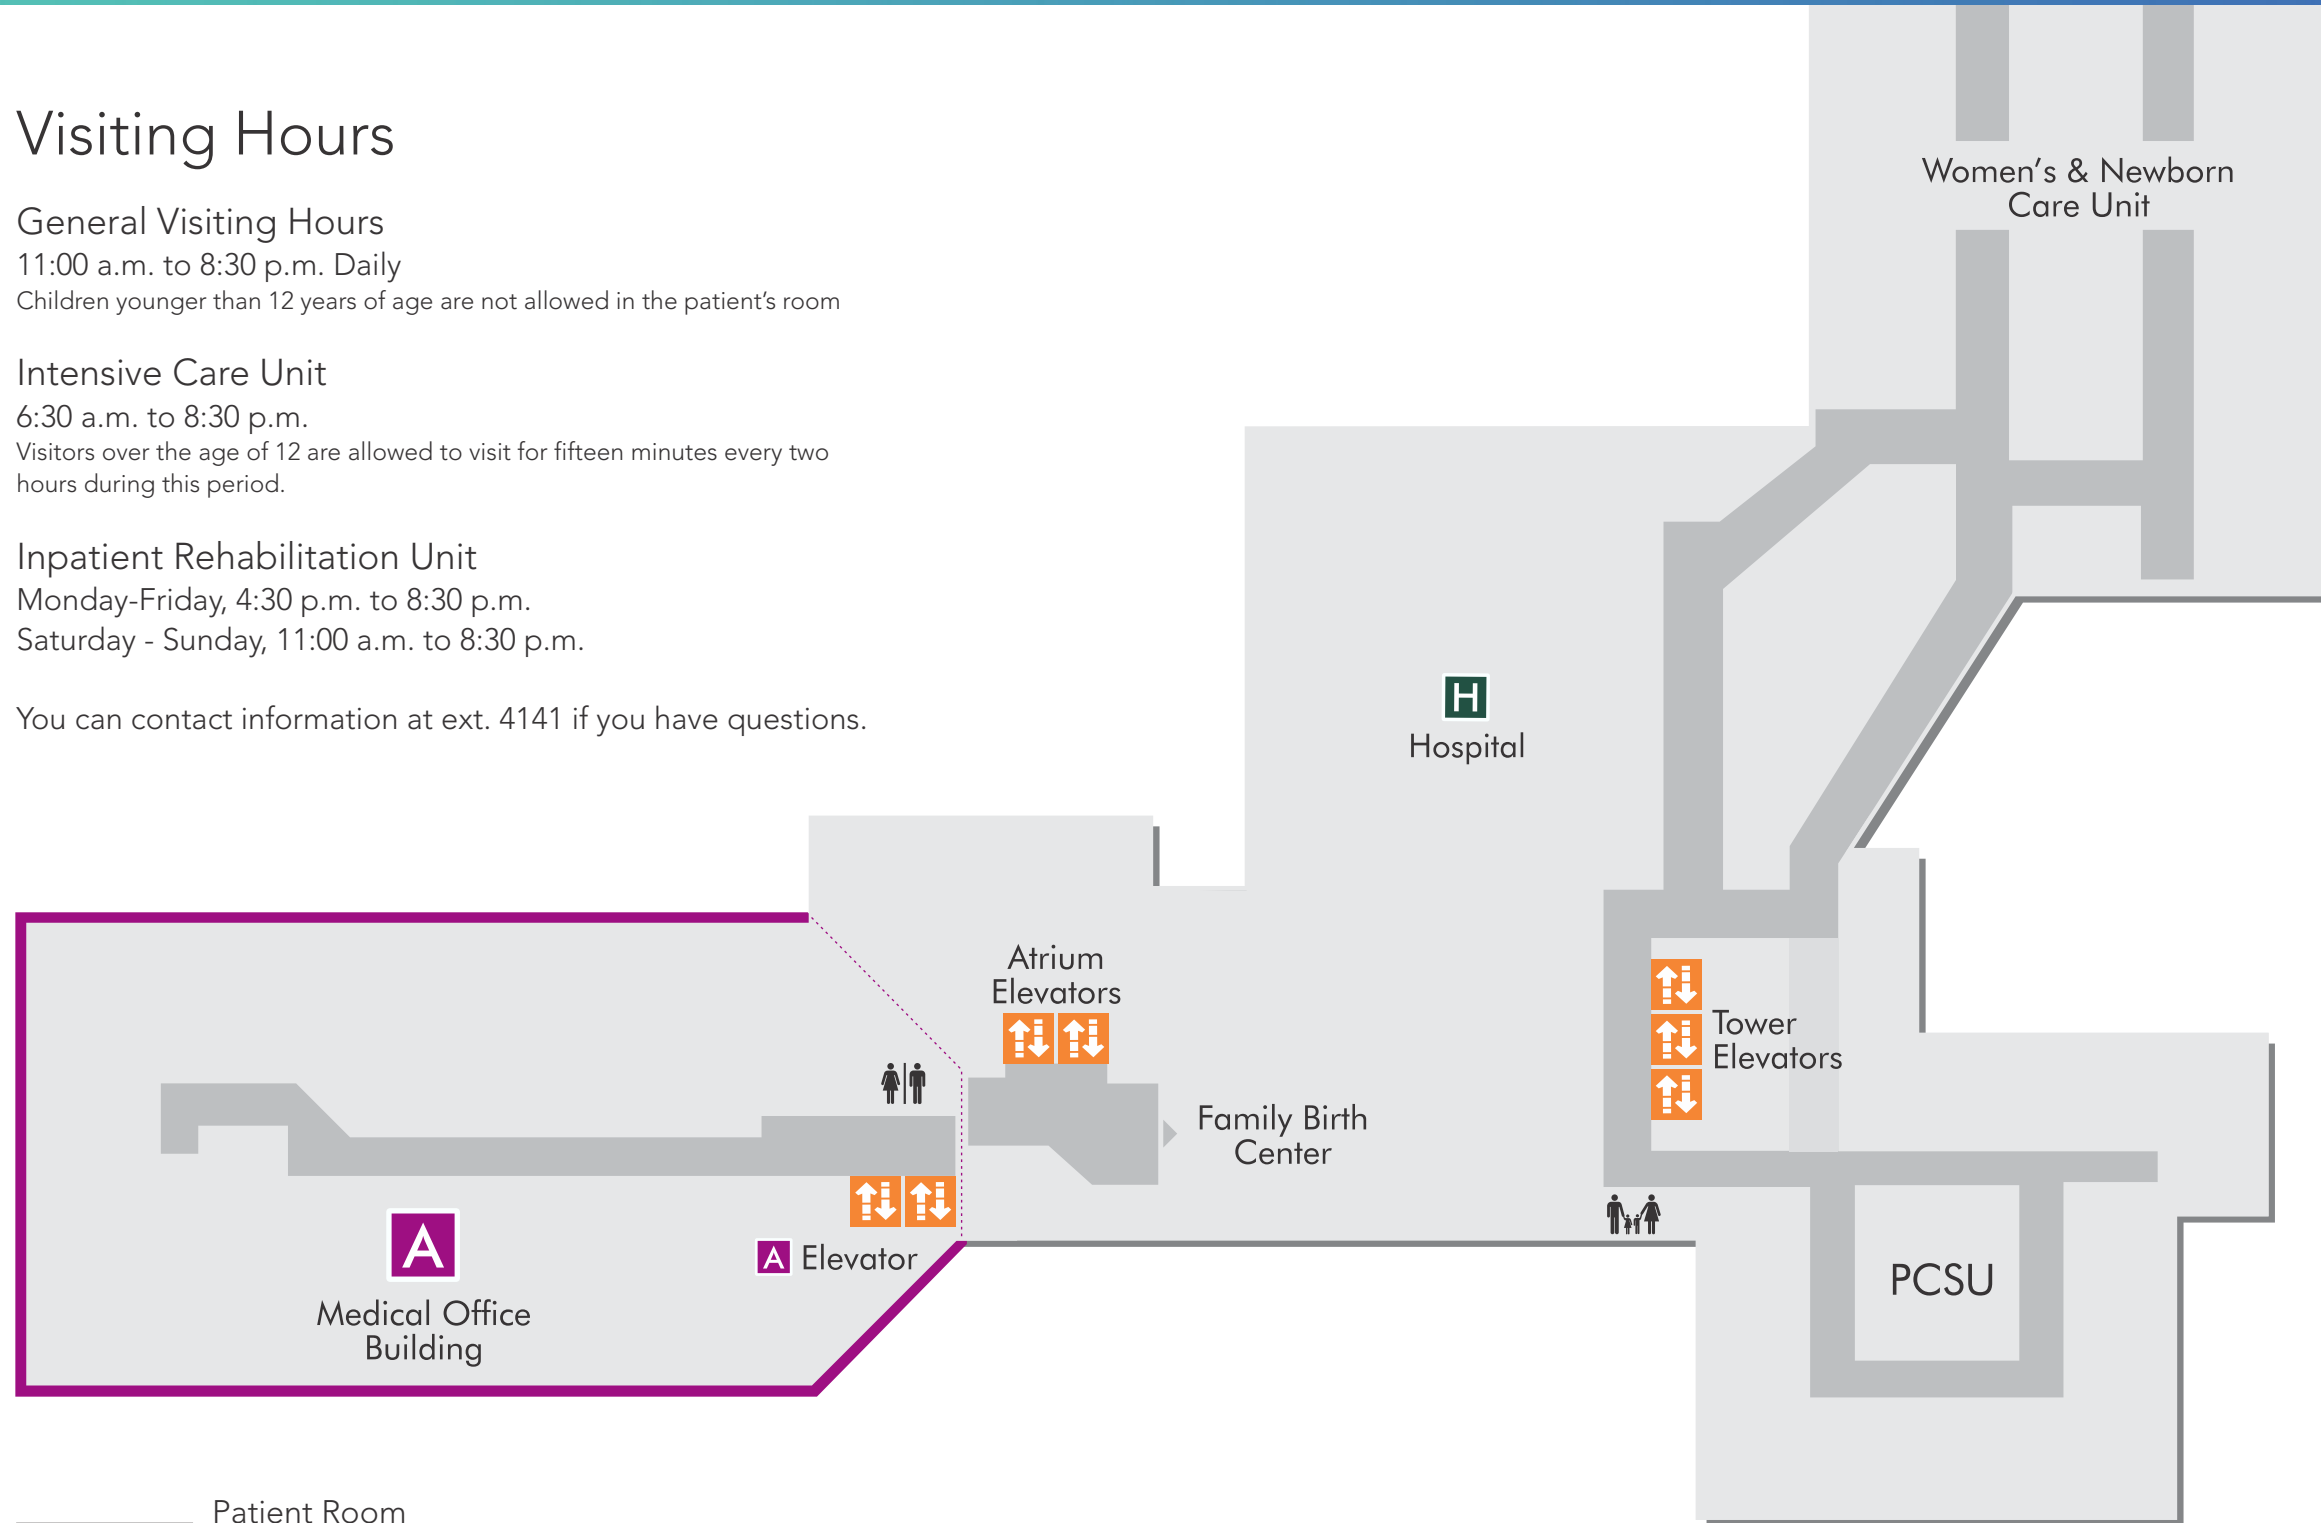 Visiting Hours
General Visiting Hours
11:00 a.m. to 8:30 p.m. Daily
Children younger than 12 years of age are not allowed in the patient’s room
Intensive Care Unit
6:30 a.m. to 8:30 p.m.
Visitors over the age of 12 are allowed to visit for fifteen minutes every two
hours during this period.
Inpatient Rehabilitation Unit
Monday-Friday, 4:30 p.m. to 8:30 p.m.
Saturday - Sunday, 11:00 a.m. to 8:30 p.m.
You can contact information at ext. 4141 if you have questions.
Women’s & Newborn
Care Unit
H
Hospital
Atrium
Elevators
Tower
Elevators
Family Birth
Center
A Elevator
A
Medical Office
Building
PCSU
Patient Room